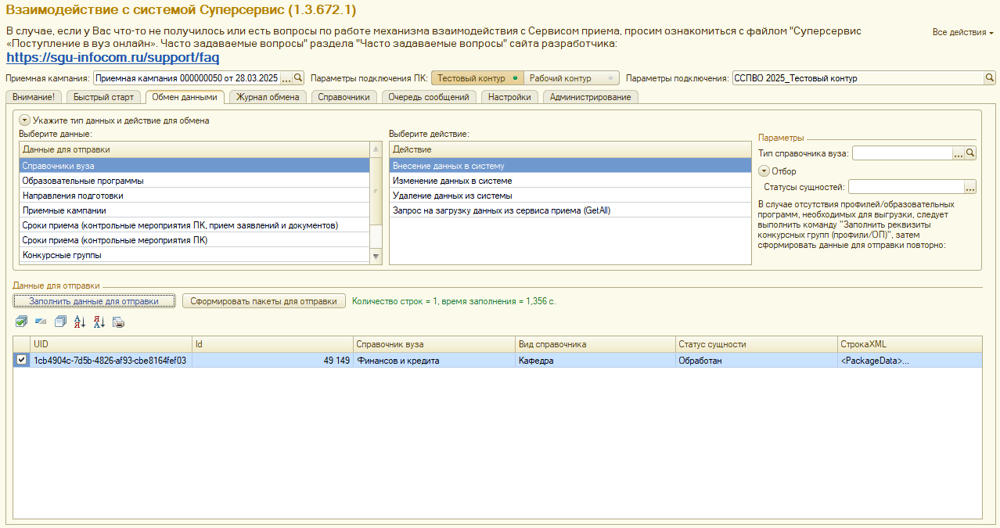 Взаимодействие с системой Суперсервис (1.3.672.1)
В случае, если у Вас что-то не получилось или есть вопросы по работе механизма взаимодействия с Сервисом приема, просим ознакомиться с файлом "Суперсервис
«Поступление в вуз онлайн». Часто задаваемые вопросы" раздела "Часто задаваемые вопросы" сайта разработчика:
https://sgu-infocom.ru/support/faq
Все действия
Приемная кампания: Приемная кампания 000000050 от 28.03.2025 ... Параметры подключения ПК: Тестовый контур Рабочий контур Параметры подключения: ССПВО 2025_Тестовый контур
Внимание! Быстрый старт Обмен данными Журнал обмена Справочники Очередь сообщений Настройки Администрирование
Укажите тип данных и действие для обмена
Выберите данные:
Данные для отправки
Справочники вуза
Образовательные программы
Направления подготовки
Приемные кампании
Сроки приема (контрольные мероприятия ПК, прием заявлений и документов)
Сроки приема (контрольные мероприятия ПК)
Конкурсные группы
Выберите действие:
Действие
Внесение данных в систему
Изменение данных в системе
Удаление данных из системы
Запрос на загрузку данных из сервиса приема (GetAll)
Параметры
Тип справочника вуза: ...
Отбор
Статусы сущностей: ...
В случае отсутствия профилей/образовательных
программ, необходимых для выгрузки, следует
выполнить команду "Заполнить реквизиты
конкурсных групп (профили/ОП)", затем
сформировать данные для отправки повторно:
Данные для отправки
Заполнить данные для отправки Сформировать пакеты для отправки Количество строк = 1, время заполнения = 1,356 с.
UID Id Справочник вуза Вид справочника Статус сущности СтрокаXML
1cb4904c-7d5b-4826-af93-cbe8164fef03 49 149 Финансов и кредита Кафедра Обработан <PackageData>...